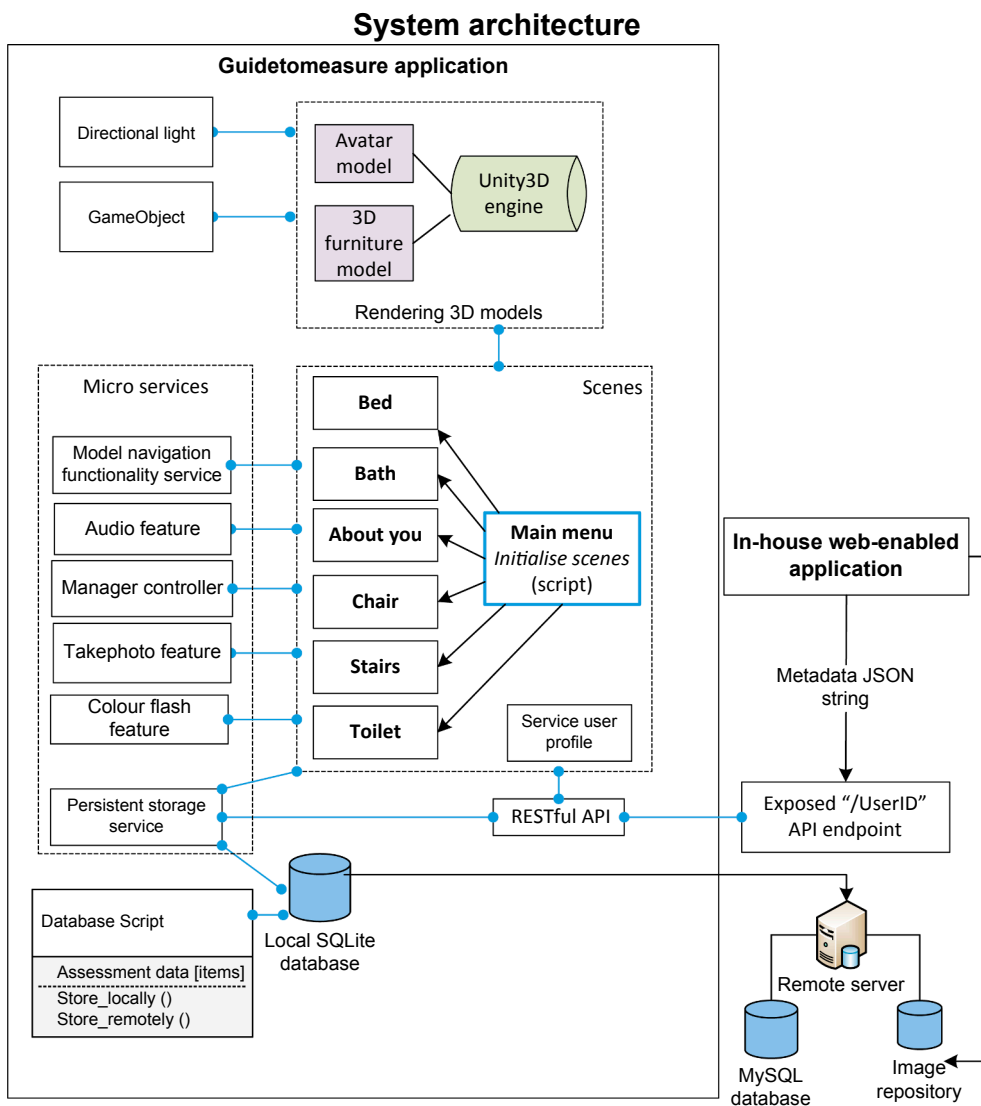 System architecture
Guidetomeasure application
Directional light
GameObject
Avatar
model
3D
furniture
model
Unity3D
engine
Rendering 3D models
Micro services
Model navigation
functionality service
Audio feature
Manager controller
Takephoto feature
Colour flash
feature
Persistent storage
service
Scenes
Bed
Bath
About you
Chair
Stairs
Toilet
Main menu
Initialise scenes
(script)
Service user
profile
RESTful API
In-house web-enabled
application
Metadata JSON
string
Exposed “/UserID”
API endpoint
Database Script
Assessment data [items]
Store_locally ()
Store_remotely ()
Local SQLite
database
Remote server
MySQL
database
Image
repository